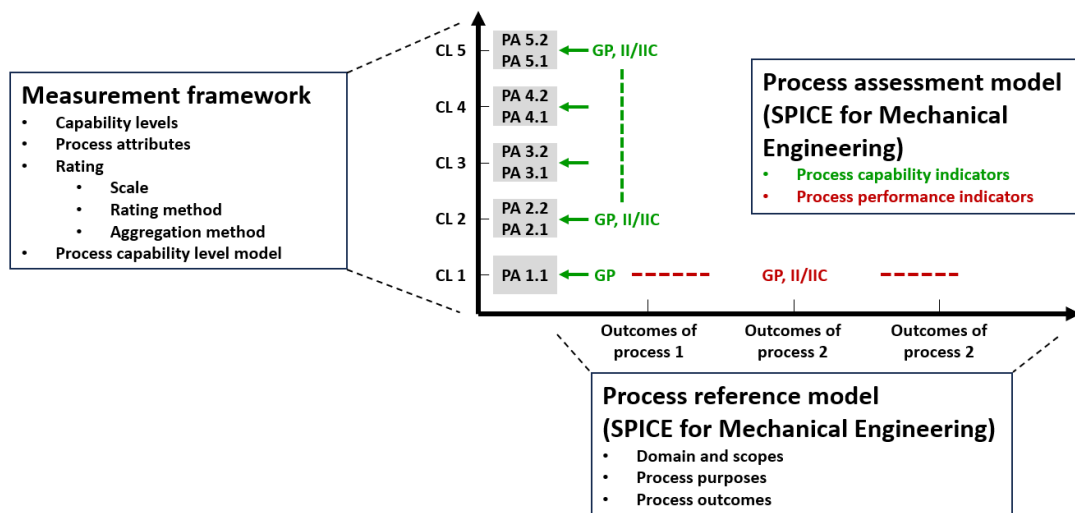 Measurement framework
• Capability levels
• Process attributes
• Rating
• Scale
• Rating method
• Aggregation method
• Process capability level model
CL 5
PA 5.2
PA 5.1
GP, II/IIC
CL 4
PA 4.2
PA 4.1
CL 3
PA 3.2
PA 3.1
CL 2
PA 2.2
PA 2.1
GP, II/IIC
CL 1
PA 1.1
GP
GP, II/IIC
Outcomes of
process 1
Outcomes of
process 2
Outcomes of
process 2
Process assessment model
(SPICE for Mechanical
Engineering)
• Process capability indicators
• Process performance indicators
Process reference model
(SPICE for Mechanical Engineering)
• Domain and scopes
• Process purposes
• Process outcomes